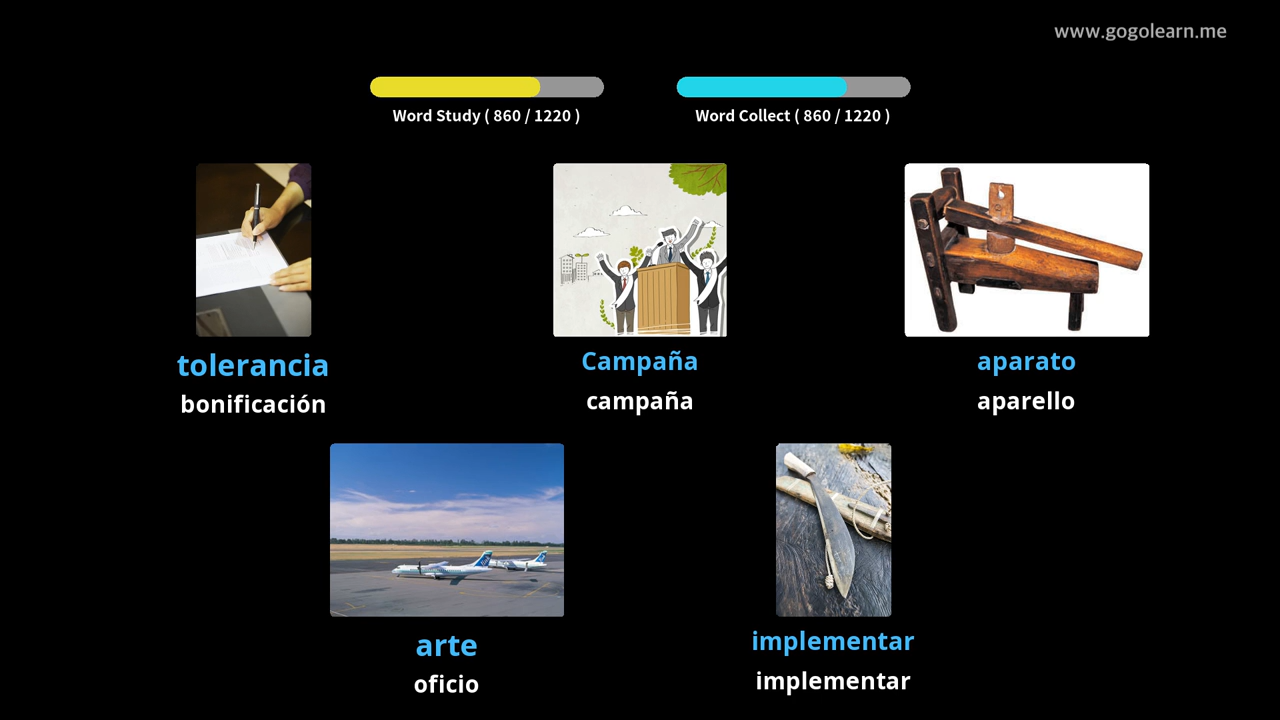 www.gogolearn.me
Word Study ( 860 / 1220 )
Word Collect ( 860 / 1220 )
tolerancia
bonificación
Campaña
campaña
aparato
aparello
arte
oficio
implementar
implementar